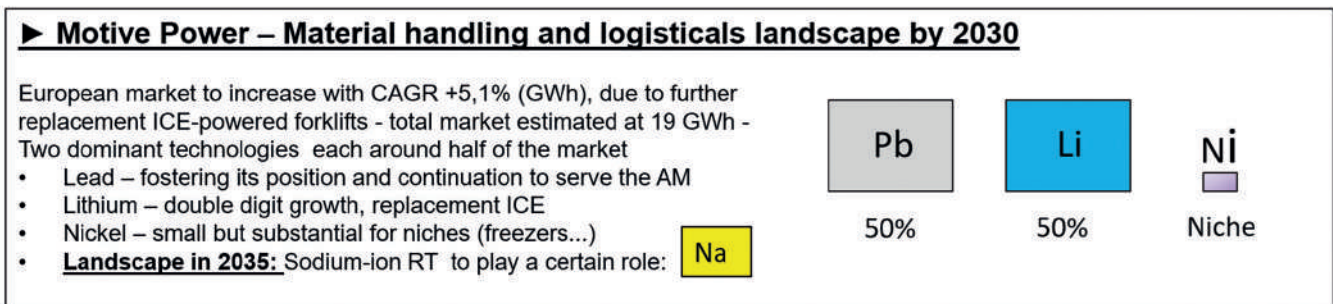 ► Motive Power – Material handling and logisticals landscape by 2030
European market to increase with CAGR +5,1% (GWh), due to further
replacement ICE-powered forklifts - total market estimated at 19 GWh -
Two dominant technologies each around half of the market
• Lead – fostering its position and continuation to serve the AM
• Lithium – double digit growth, replacement ICE
• Nickel – small but substantial for niches (freezers...)
• Landscape in 2035: Sodium-ion RT to play a certain role:
Na
Pb
Li
Ni
50%
50%
Niche